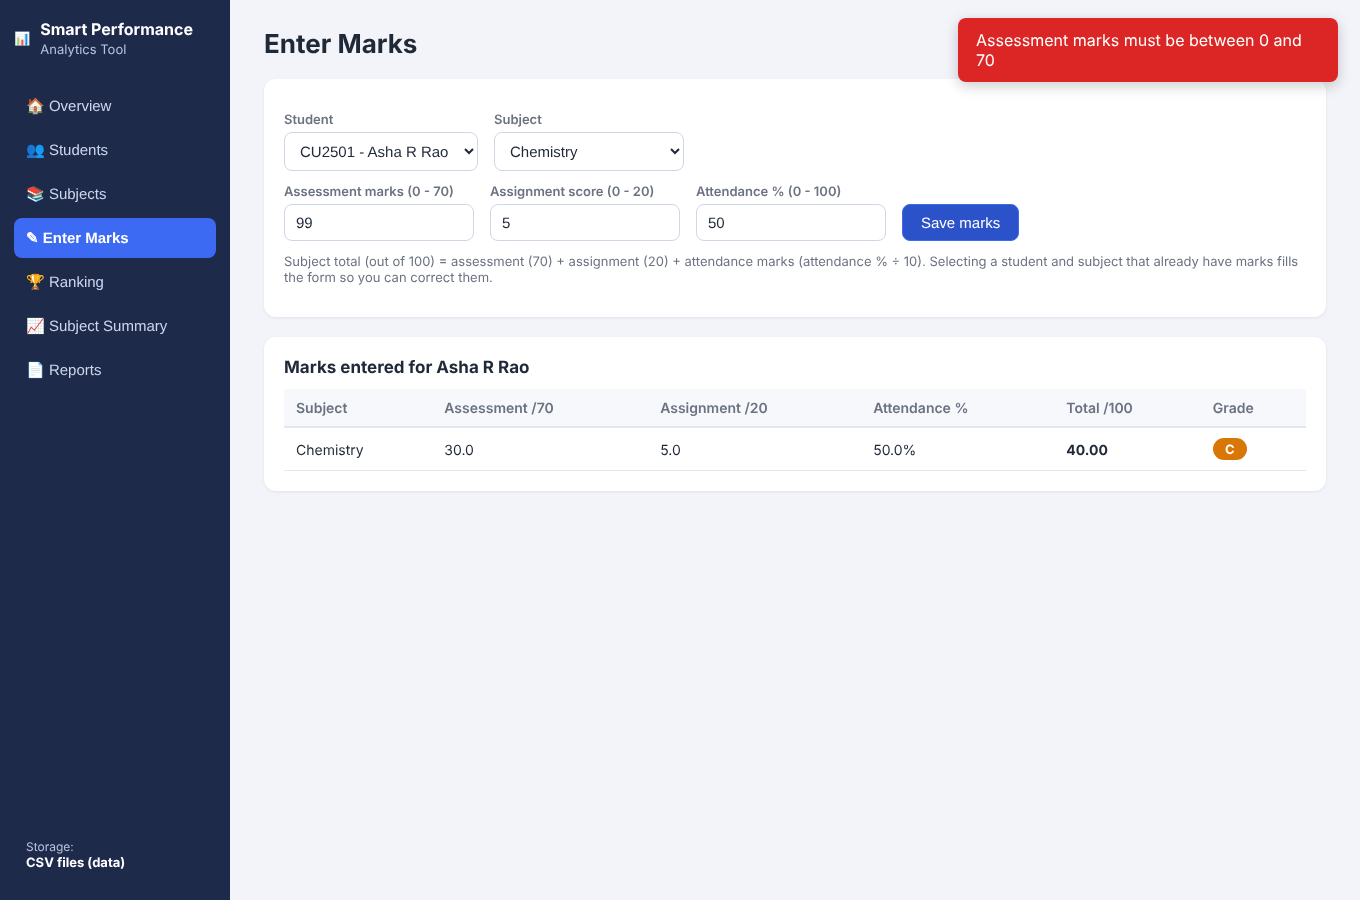 Smart Performance
Analytics Tool
Overview
Students
Subjects
Enter Marks
Ranking
Subject Summary
Reports
Storage:
CSV files (data)
Enter Marks
Assessment marks must be between 0 and
70
Student Subject
CU2501 - Asha R Rao Chemistry
Assessment marks (0 - 70) Assignment score (0 - 20) Attendance % (0 - 100)
99 5 50 Save marks
Subject total (out of 100) = assessment (70) + assignment (20) + attendance marks (attendance % ÷ 10). Selecting a student and subject that already have marks fills
the form so you can correct them.
Marks entered for Asha R Rao
Subject Assessment /70 Assignment /20 Attendance % Total /100 Grade
Chemistry 30.0 5.0 50.0% 40.00 C